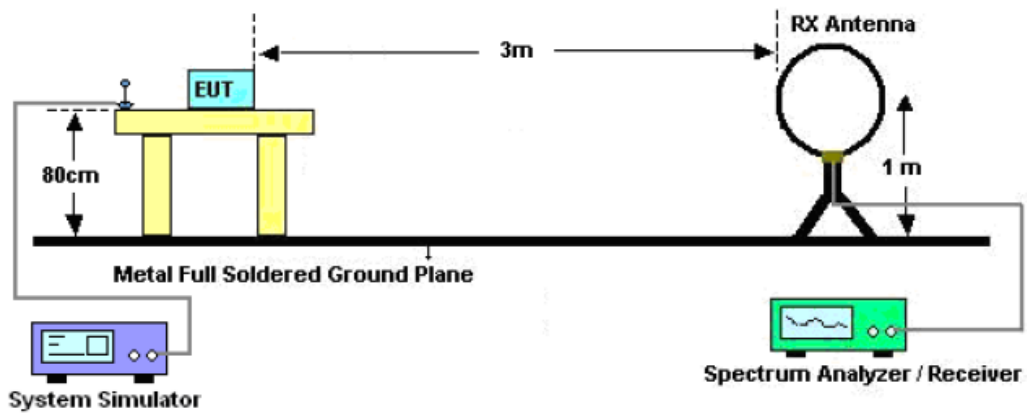 RX Antenna
3m
EUT
80cm
1 m
Metal Full Soldered Ground Plane
System Simulator
Spectrum Analyzer / Receiver